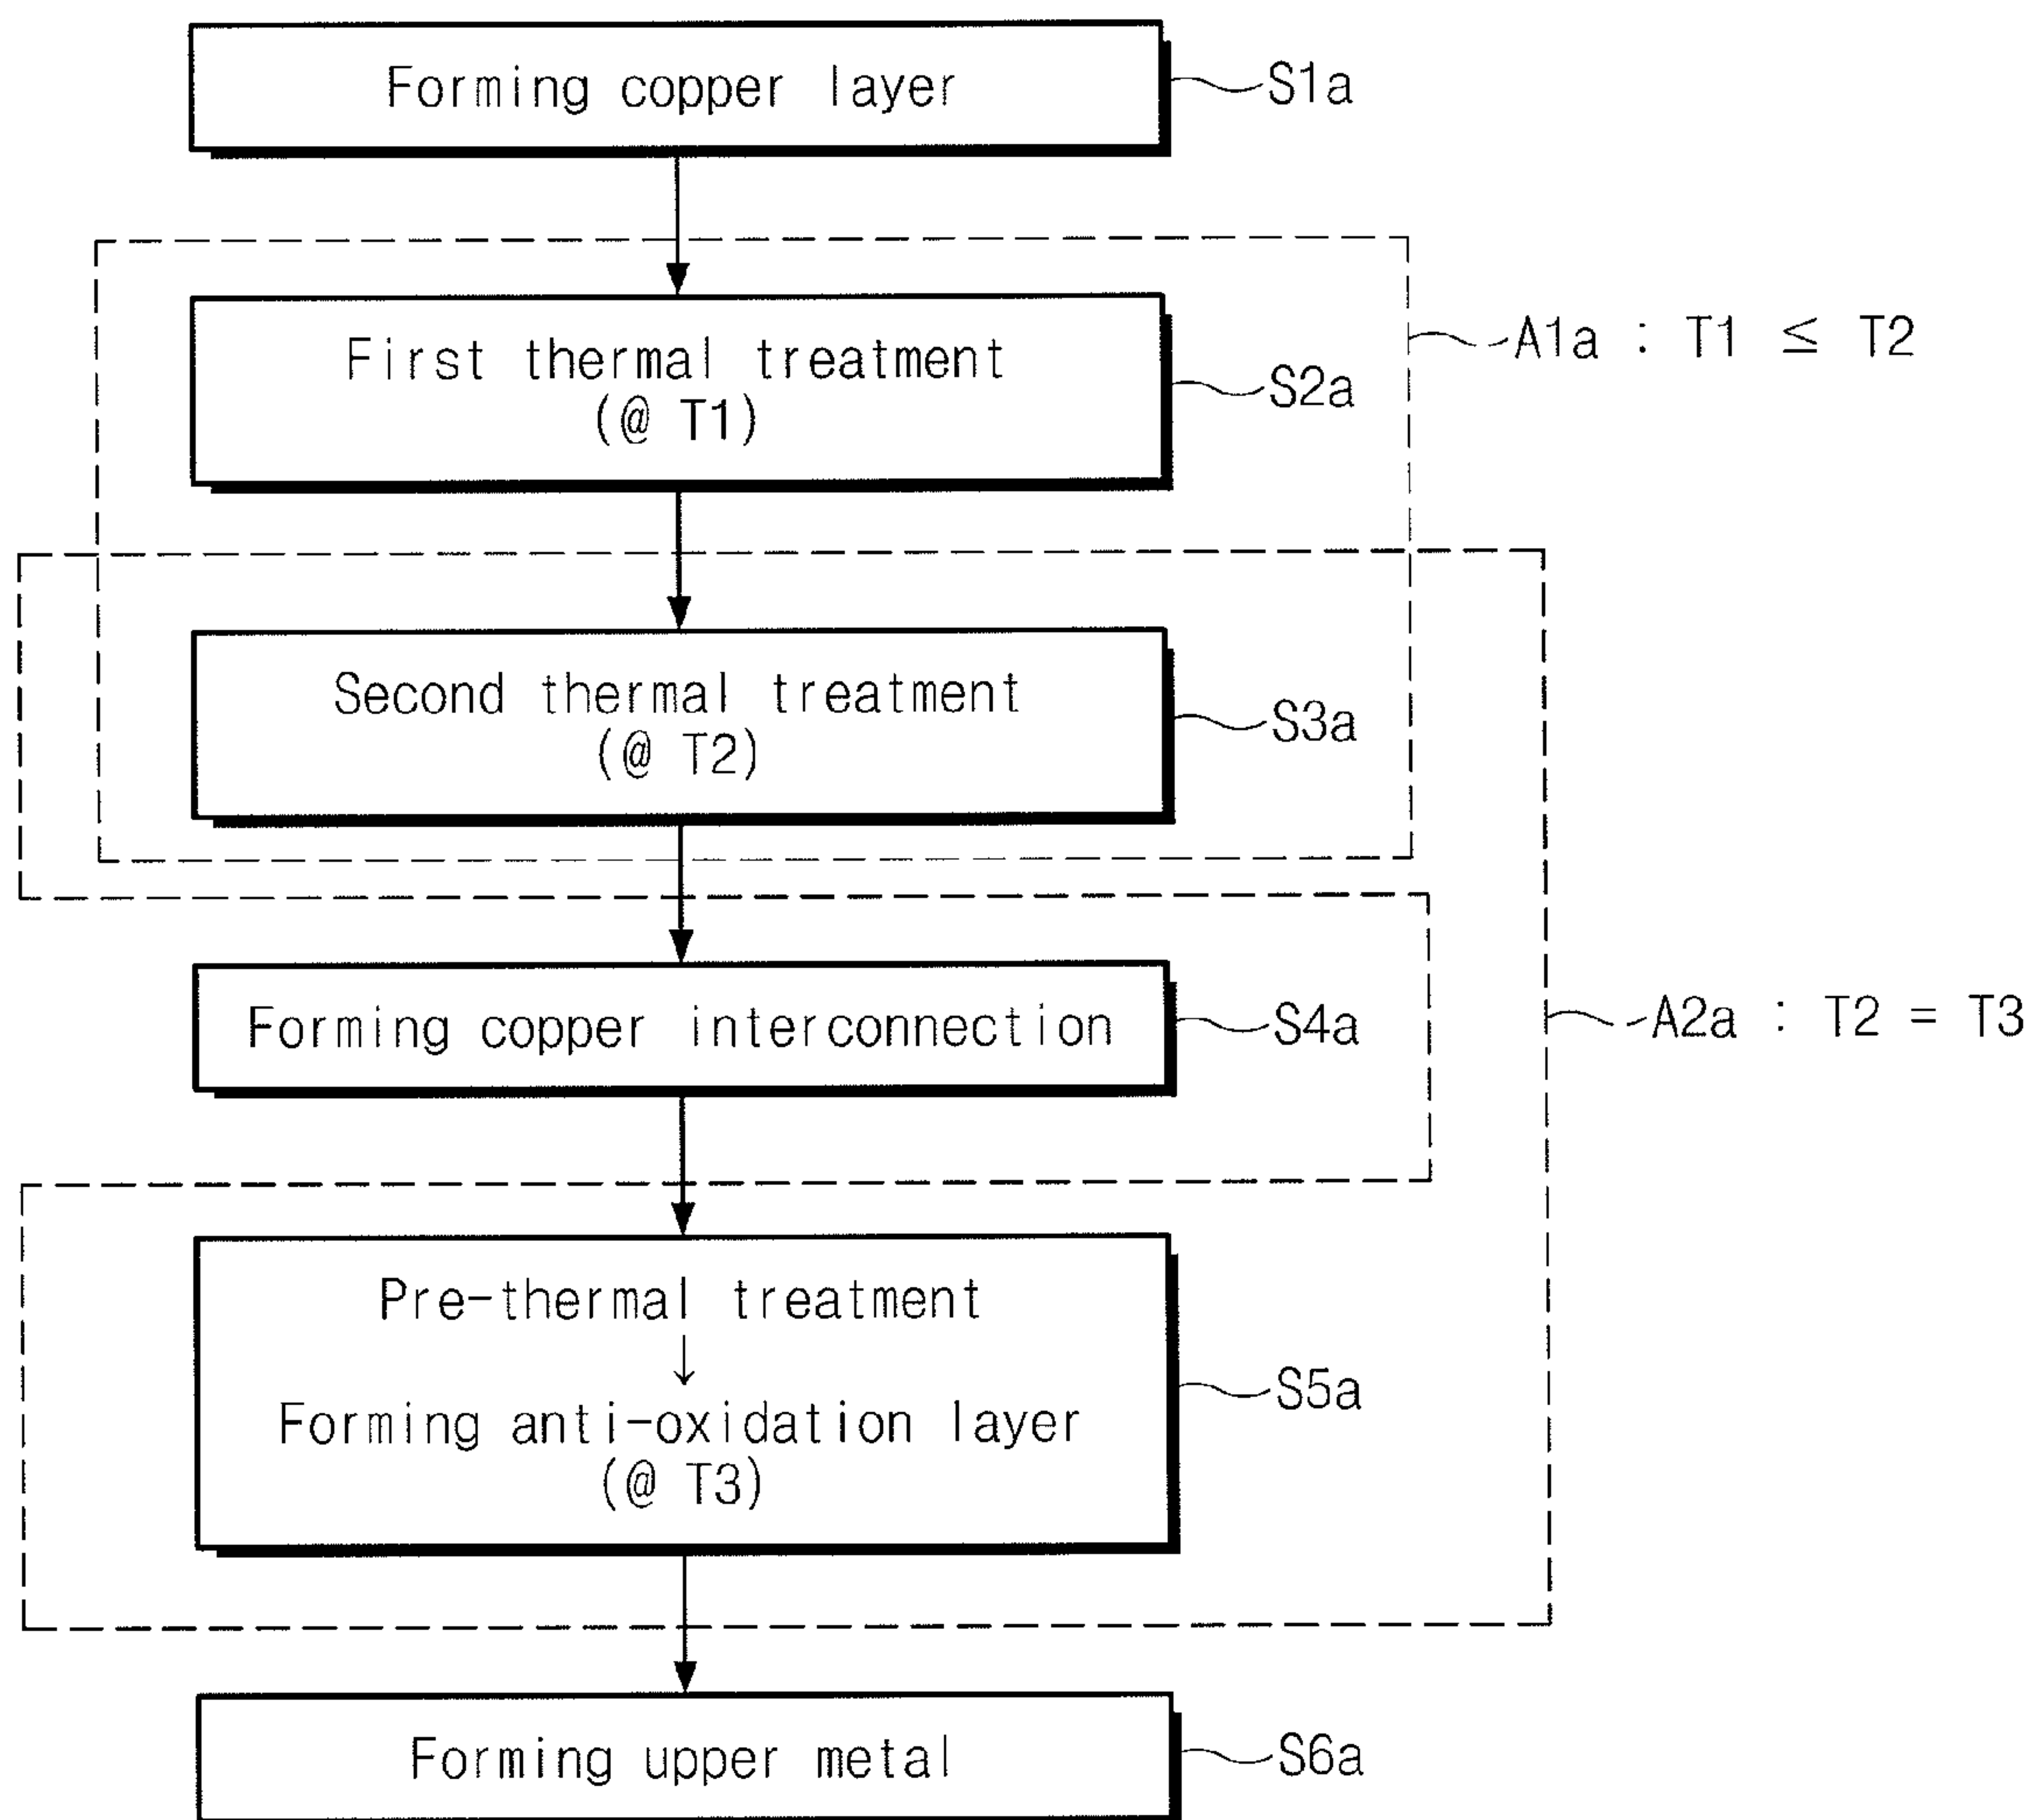 Forming copper layer
S1a
First thermal treatment
(@ T1)
S2a
A1a : T1 ≤ T2
Second thermal treatment
(@ T2)
S3a
Forming copper interconnection
S4a
A2a : T2 = T3
Pre-thermal treatment
↓
Forming anti-oxidation layer
(@ T3)
S5a
Forming upper metal
S6a